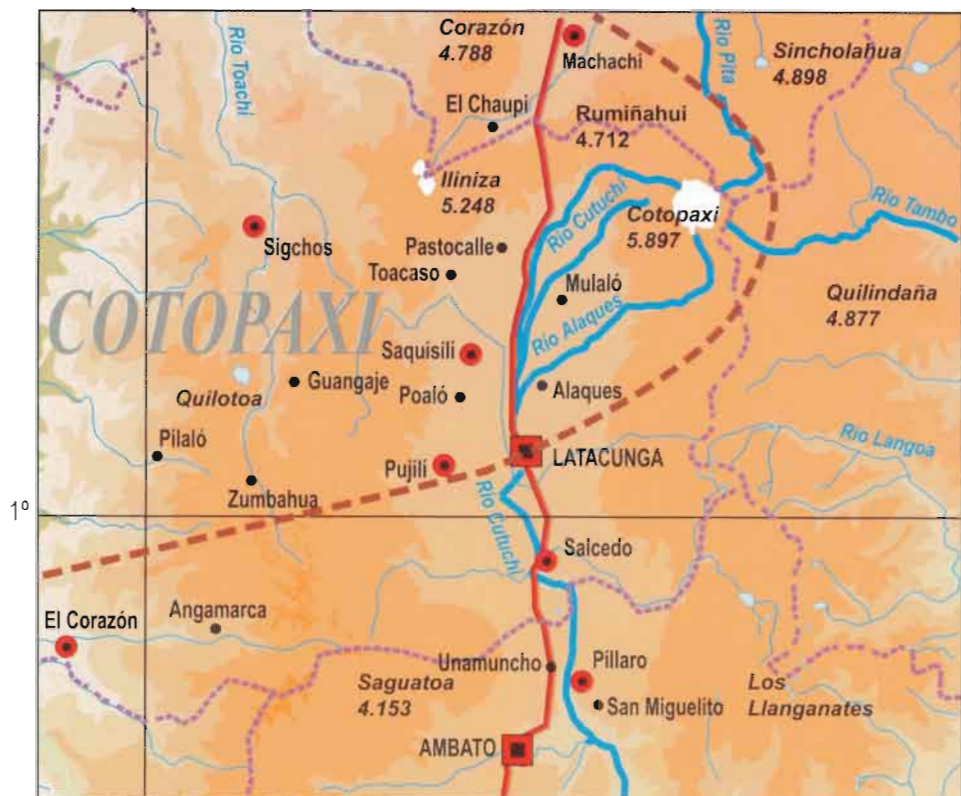 Corazón
4.788
Machachi
Río Toachi
Río Pita
Sincholahua
4.898
El Chaupi
Rumiñahui
4.712
Iliniza
5.248
Río Cutuchi
Cotopaxi
5.897
Río Tambo
Sigchos
Pastocalle
Toacaso
Mulaló
Quilindaña
4.877
COTOPAXI
Río Alaques
Saquisilí
Guangaje
Quilotoa
Poaló
Alaques
Pilaló
Río Langoa
Pujilí
LATACUNGA
Zumbahua
1º
Río Cutuchi
Salcedo
Angamarca
El Corazón
Unamuncho
Píllaro
Saguatoa
4.153
San Miguelito
Los
Llanganates
AMBATO